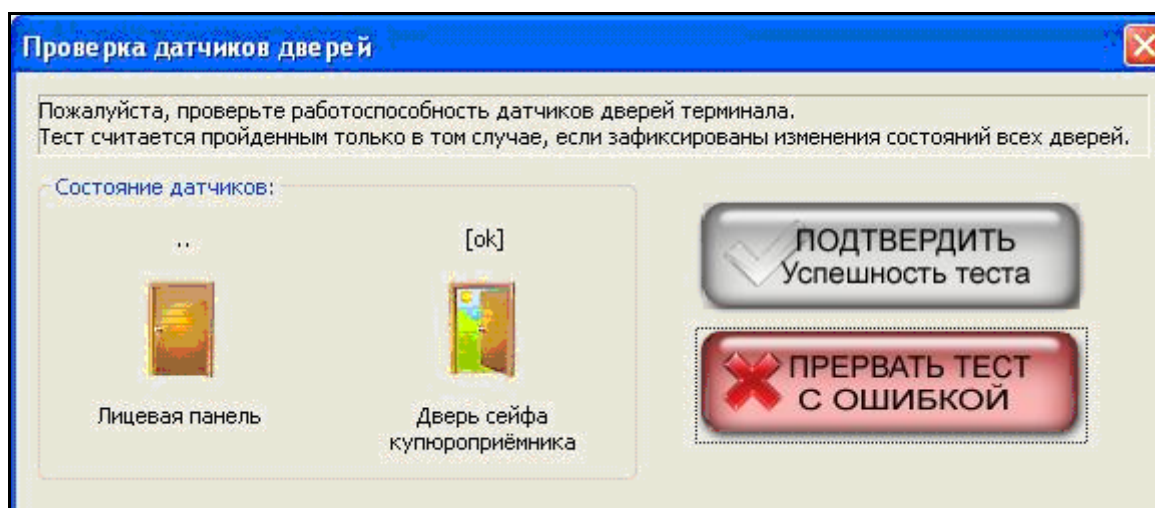 Проверка датчиков дверей
Пожалуйста, проверьте работоспособность датчиков дверей терминала.
Тест считается пройденным только в том случае, если зафиксированы изменения состояний всех дверей.
Состояние датчиков:
..
[ok]
Лицевая панель
Дверь сейфа
купюроприёмника
ПОДТВЕРДИТЬ
Успешность теста
ПРЕРВАТЬ ТЕСТ
С ОШИБКОЙ